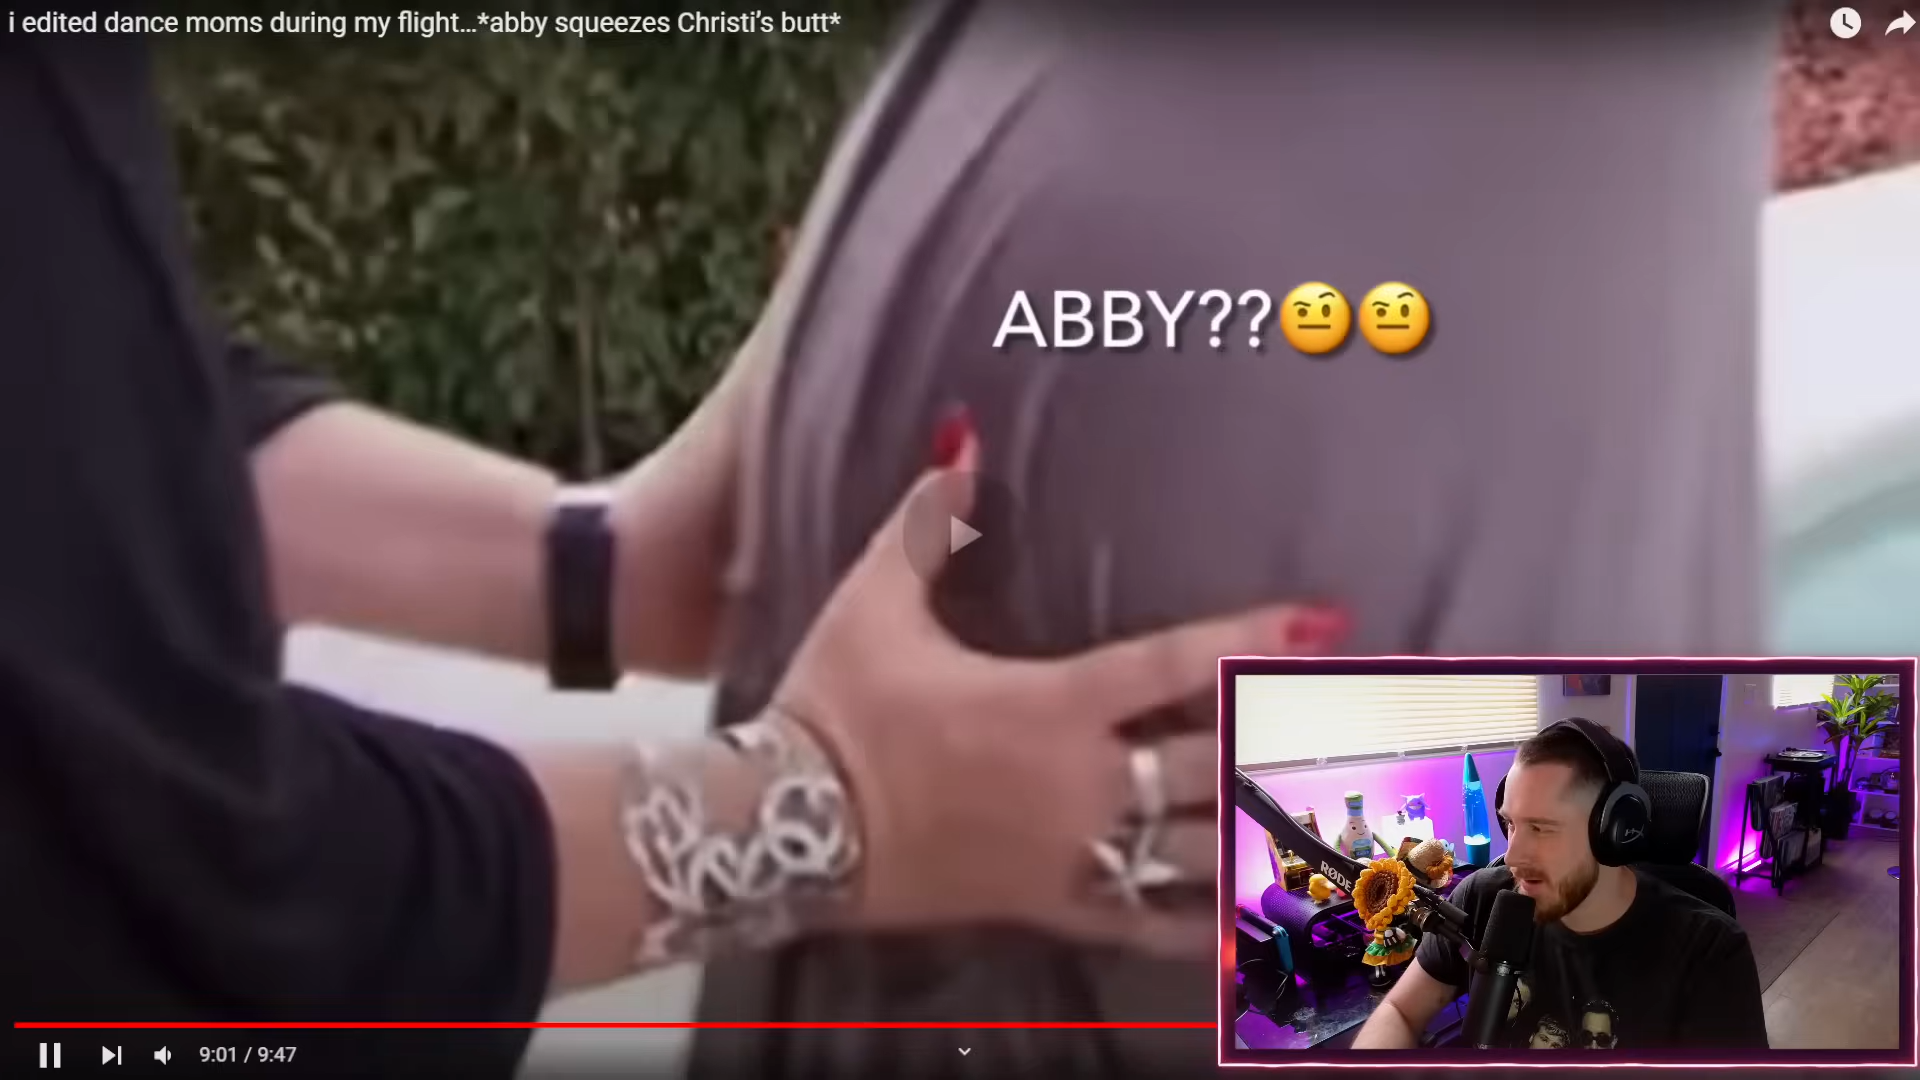 i edited dance moms during my flight...*abby squeezes Christi's butt*
ABBY??🤨🤨
RØDE
9:01 / 9:47